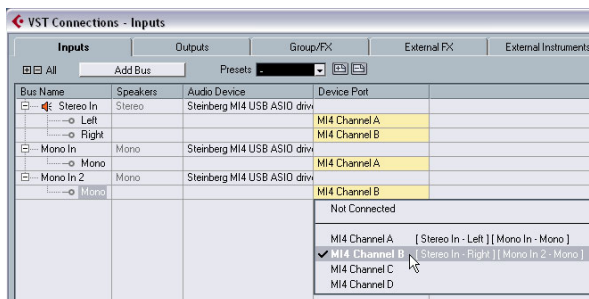 VST Connections - Inputs
Inputs Outputs Group/FX External FX External Instruments
All Add Bus Presets -
Bus Name Speakers Audio Device Device Port
Stereo In Stereo Steinberg MI4 USB ASIO driv
Left MI4 Channel A
Right MI4 Channel B
Mono In Mono Steinberg MI4 USB ASIO driv
Mono MI4 Channel A
Mono In 2 Mono Steinberg MI4 USB ASIO driv
Mono MI4 Channel B
Not Connected
MI4 Channel A [ Stereo In - Left ] [ Mono In - Mono ]
MI4 Channel B [ Stereo In - Right ] [ Mono In 2 - Mono ]
MI4 Channel C
MI4 Channel D